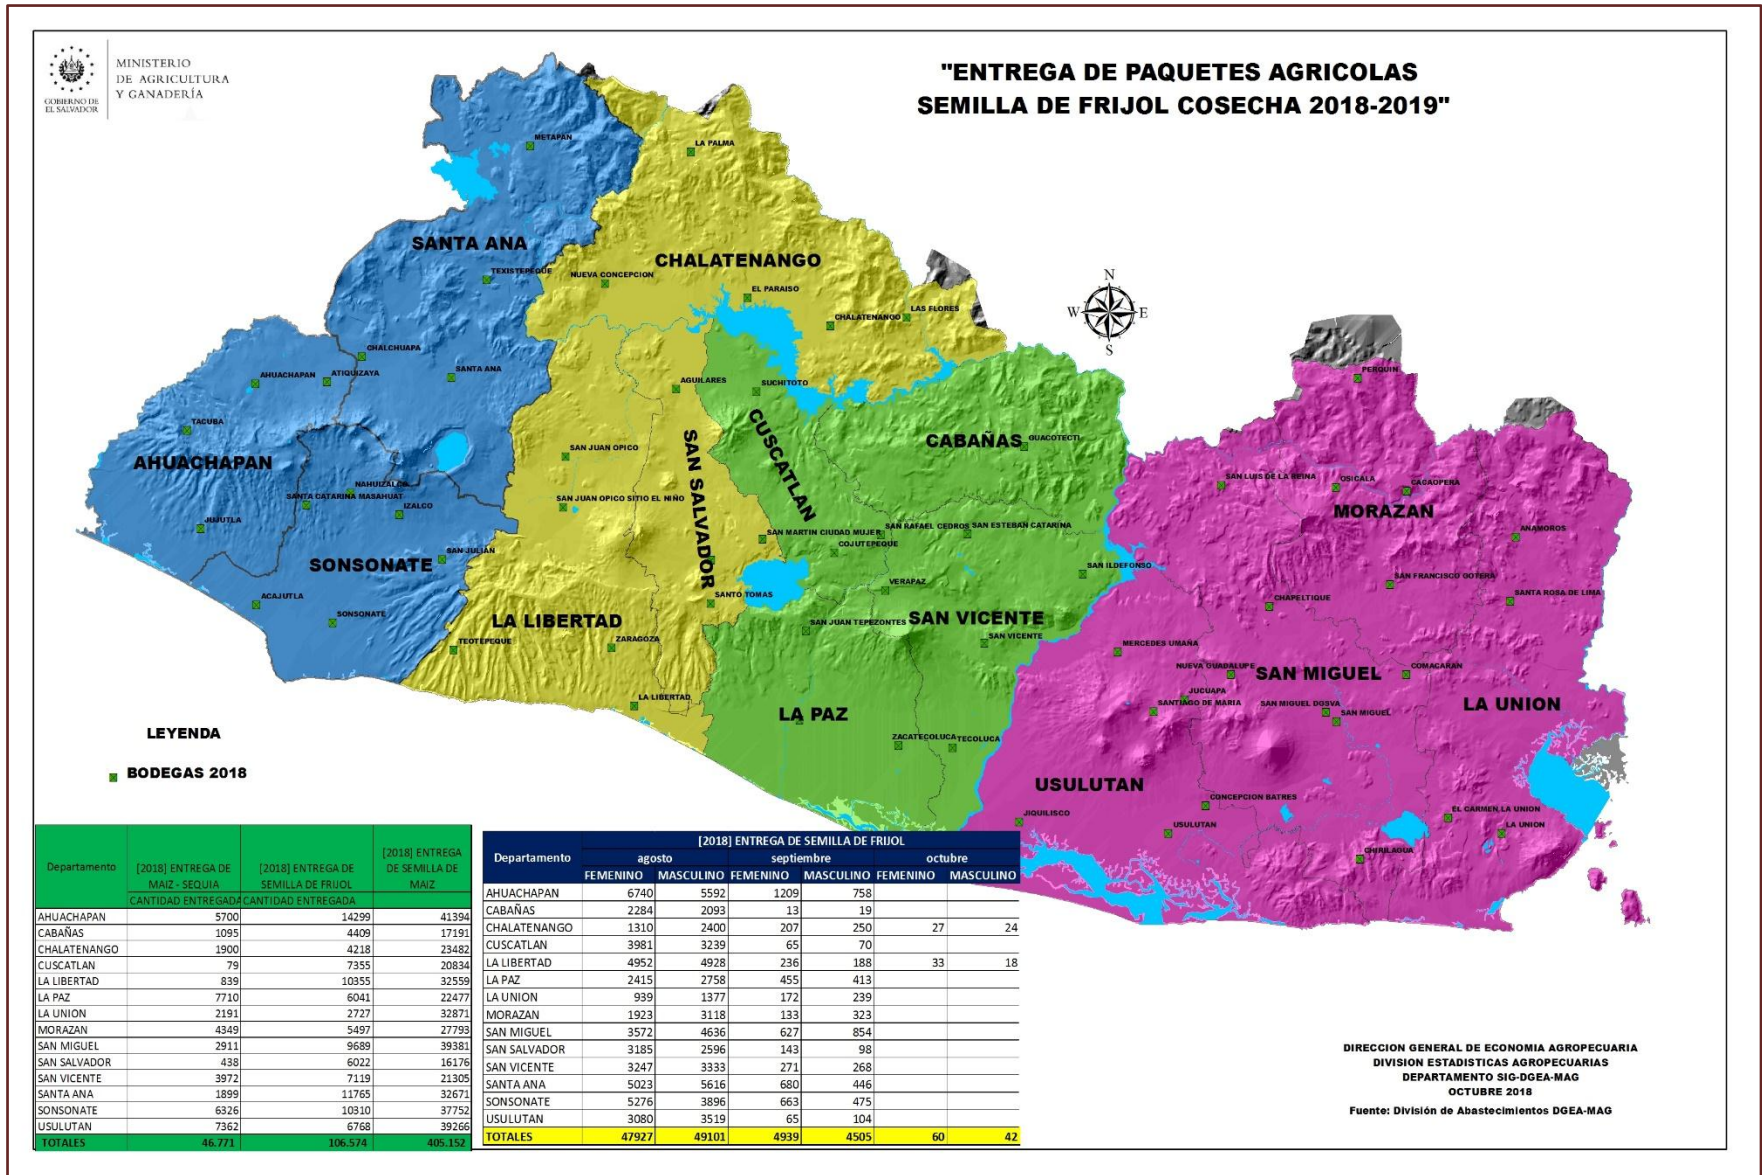 GOBIERNO DE
EL SALVADOR
MINISTERIO
DE AGRICULTURA
Y GANADERÍA
"ENTREGA DE PAQUETES AGRICOLAS
SEMILLA DE FRIJOL COSECHA 2018-2019"
METAPAN
LA PALMA
SANTA ANA
CHALATENANGO
TEXISTEPEQUE
NUEVA CONCEPCION
EL PARAISO
CHALATENANGO
LAS FLORES
N
W E
S
CHALCHUAPA
AHUACHAPAN
ATIQUIZAYA
SANTA ANA
AGUILARES
SUCHITOTO
PERQUIN
TACUBA
AHUACHAPAN
SAN JUAN OPICO
SAN SALVADOR
CUSCATLAN
CABAÑAS
GUACOTECTI
NAHUIZALCO
SANTA CATARINA MASAHUAT
IZALCO
JUJUTLA
SAN JUAN OPICO SITIO EL NIÑO
SAN LUIS DE LA REINA
OSICALA
CACAOPERA
MORAZAN
ANAMOROS
SAN MARTIN CIUDAD MUJER
SAN RAFAEL CEDROS
SAN ESTEBAN CATARINA
COJUTEPEQUE
SONSONATE
SAN JULIAN
SAN ILDEFONSO
VERAPAZ
SAN FRANCISCO GOTERA
SANTA ROSA DE LIMA
CHAPELTIQUE
ACAJUTLA
SONSONATE
LA LIBERTAD
SANTO TOMAS
SAN JUAN TEPEZONTES
SAN VICENTE
SAN VICENTE
TEOTEPEQUE
ZARAGOZA
MERCEDES UMAÑA
NUEVA GUADALUPE
SAN MIGUEL
COMACARAN
LA LIBERTAD
LA PAZ
JUCUAPA
SANTIAGO DE MARIA
SAN MIGUEL DOSVA
SAN MIGUEL
LA UNION
ZACATECOLUCA
TECOLUCA
USULUTAN
CONCEPCION BATRES
JIQUILISCO
USULUTAN
EL CARMEN,LA UNION
LA UNION
CHIRILAGUA
LEYENDA
BODEGAS 2018
Departamento [2018] ENTREGA DE MAIZ - SEQUIA [2018] ENTREGA DE SEMILLA DE FRIJOL [2018] ENTREGA DE SEMILLA DE MAIZ
CANTIDAD ENTREGADA CANTIDAD ENTREGADA
AHUACHAPAN 5700 14299 41394
CABAÑAS 1095 4409 17191
CHALATENANGO 1900 4218 23482
CUSCATLAN 79 7355 20834
LA LIBERTAD 839 10355 32559
LA PAZ 7710 6041 22477
LA UNION 2191 2727 32871
MORAZAN 4349 5497 27793
SAN MIGUEL 2911 9689 39381
SAN SALVADOR 438 6022 16176
SAN VICENTE 3972 7119 21305
SANTA ANA 1899 11765 32671
SONSONATE 6326 10310 37752
USULUTAN 7362 6768 39266
TOTALES 46.771 106.574 405.152
[2018] ENTREGA DE SEMILLA DE FRIJOL
Departamento agosto septiembre octubre
FEMENINO MASCULINO FEMENINO MASCULINO FEMENINO MASCULINO
AHUACHAPAN 6740 5592 1209 758
CABAÑAS 2284 2093 13 19
CHALATENANGO 1310 2400 207 250 27 24
CUSCATLAN 3981 3239 65 70
LA LIBERTAD 4952 4928 236 188 33 18
LA PAZ 2415 2758 455 413
LA UNION 939 1377 172 239
MORAZAN 1923 3118 133 323
SAN MIGUEL 3572 4636 627 854
SAN SALVADOR 3185 2596 143 98
SAN VICENTE 3247 3333 271 268
SANTA ANA 5023 5616 680 446
SONSONATE 5276 3896 663 475
USULUTAN 3080 3519 65 104
TOTALES 47927 49101 4939 4505 60 42
DIRECCION GENERAL DE ECONOMIA AGROPECUARIA
DIVISION ESTADISTICAS AGROPECUARIAS
DEPARTAMENTO SIG-DGEA-MAG
OCTUBRE 2018
Fuente: División de Abastecimientos DGEA-MAG